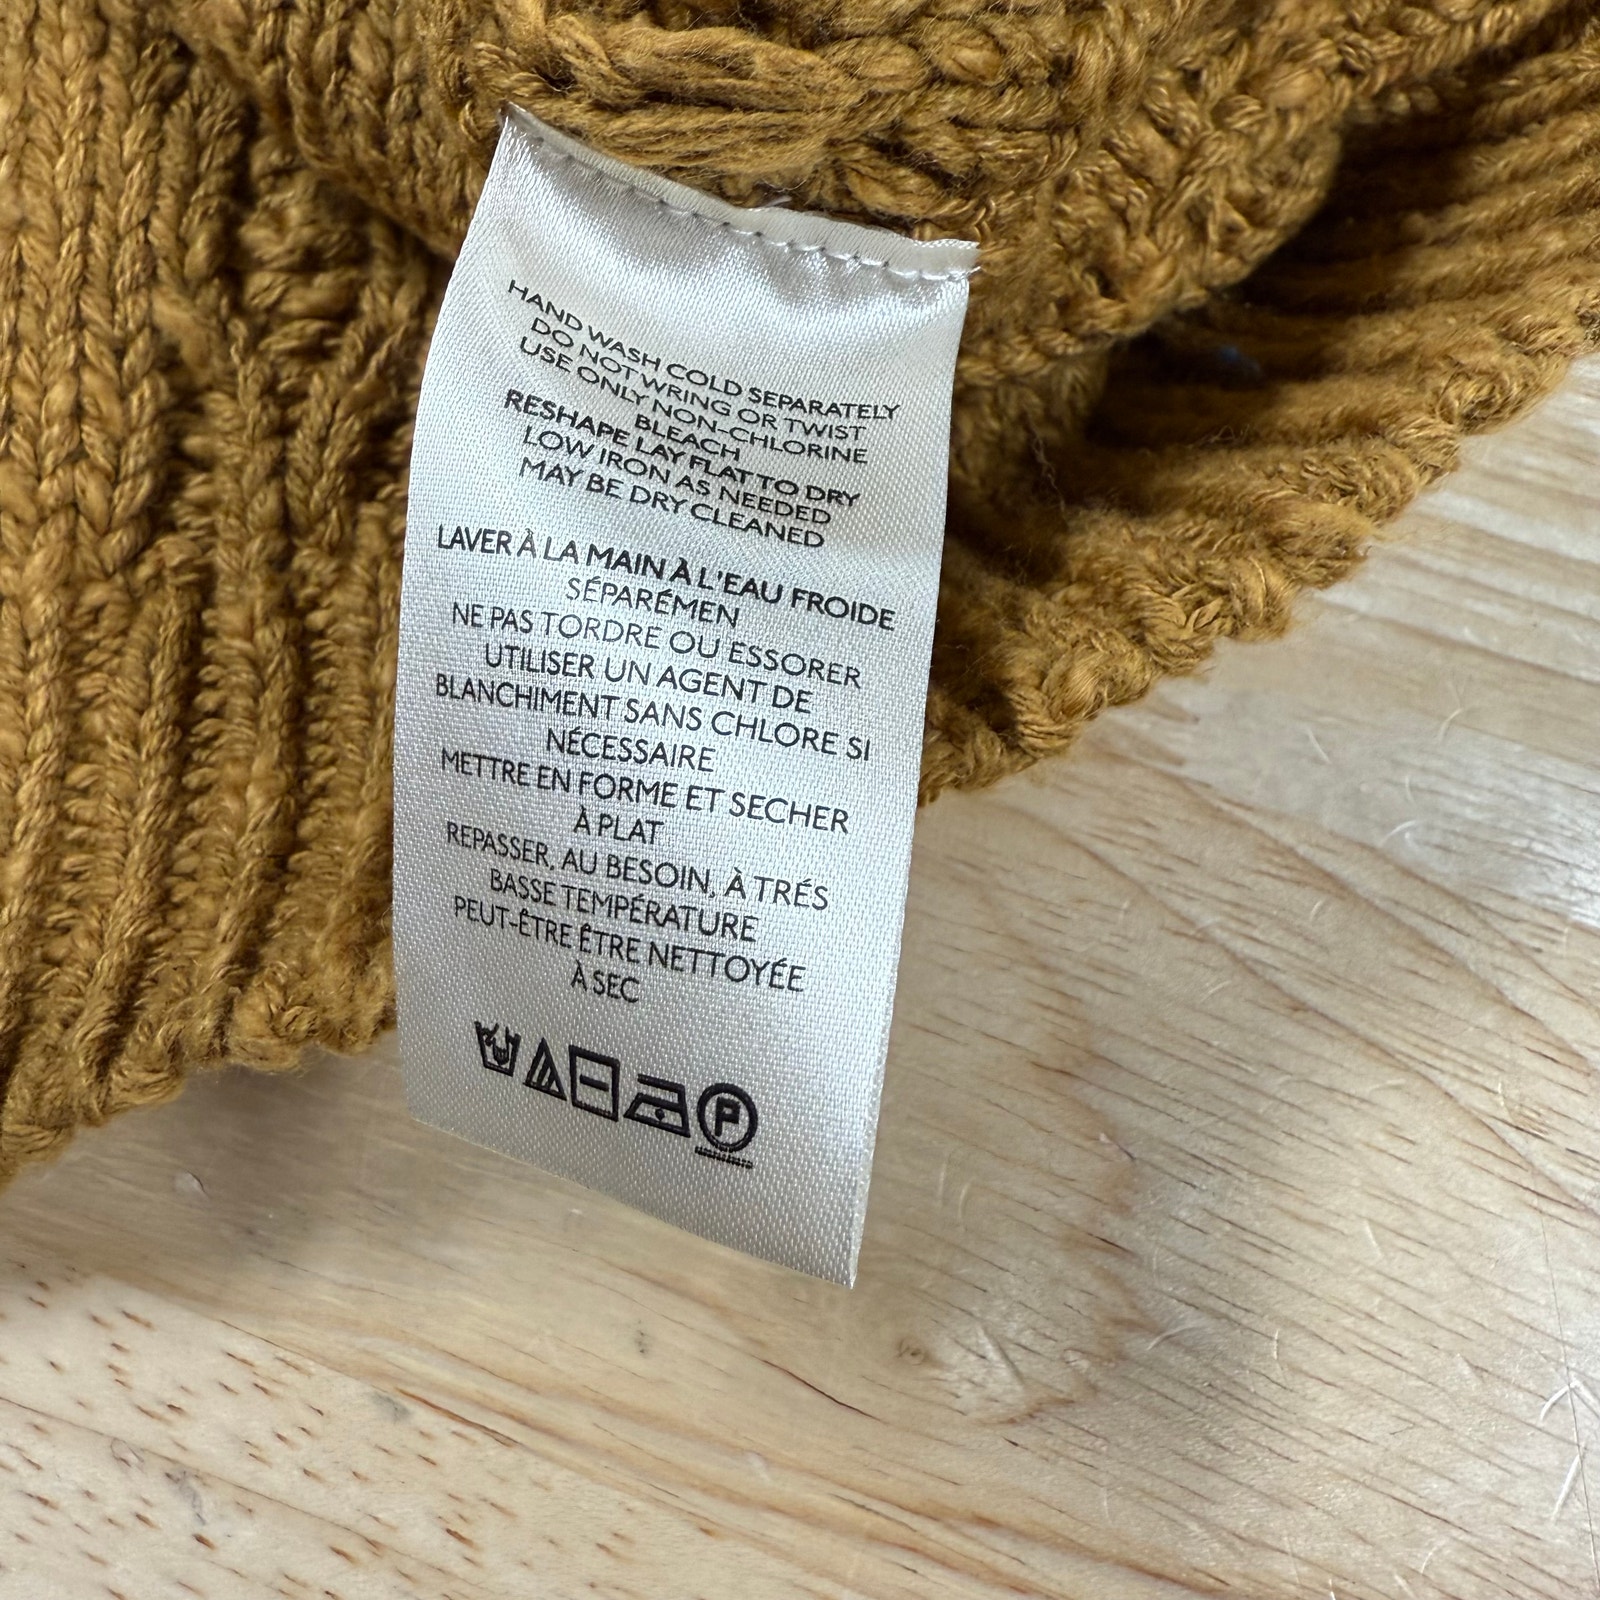 HAND WASH COLD SEPARATELY
DO NOT WRING OR TWIST
USE ONLY NON-CHLORINE
BLEACH
RESHAPE LAY FLAT TO DRY
LOW IRON AS NEEDED
MAY BE DRY CLEANED
LAVER À LA MAIN À L'EAU FROIDE
SÉPARÉMEN
NE PAS TORDRE OU ESSORER
UTILISER UN AGENT DE
BLANCHIMENT SANS CHLORE SI
NÉCESSAIRE
METTRE EN FORME ET SECHER
À PLAT
REPASSER, AU BESOIN, À TRÉS
BASSE TEMPÉRATURE
PEUT-ÊTRE ÊTRE NETTOYÉE
À SEC
P